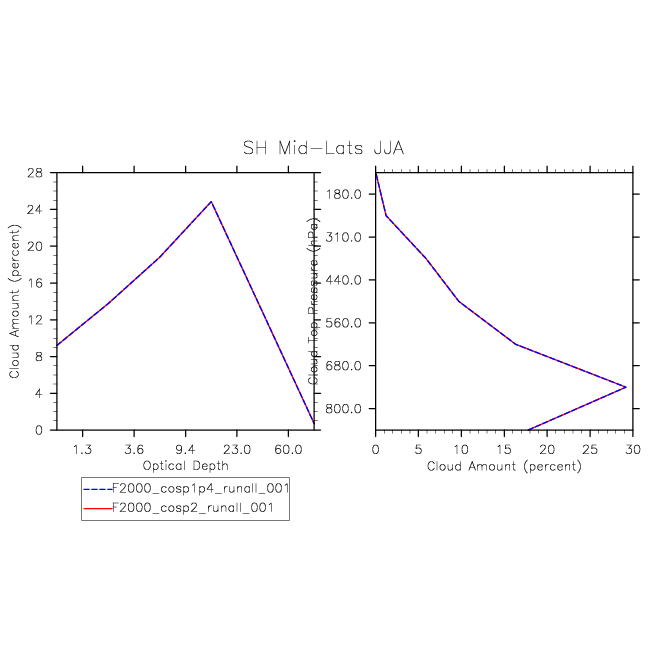 SH Mid-Lats JJA
Cloud Amount (percent)
28
24
20
16
12
8
4
0
1.3 3.6 9.4 23.0 60.0
Optical Depth
Cloud Top Pressure (hPa)
180.0
310.0
440.0
560.0
680.0
800.0
0 5 10 15 20 25 30
Cloud Amount (percent)
F2000_cosp1p4_runall_001
F2000_cosp2_runall_001